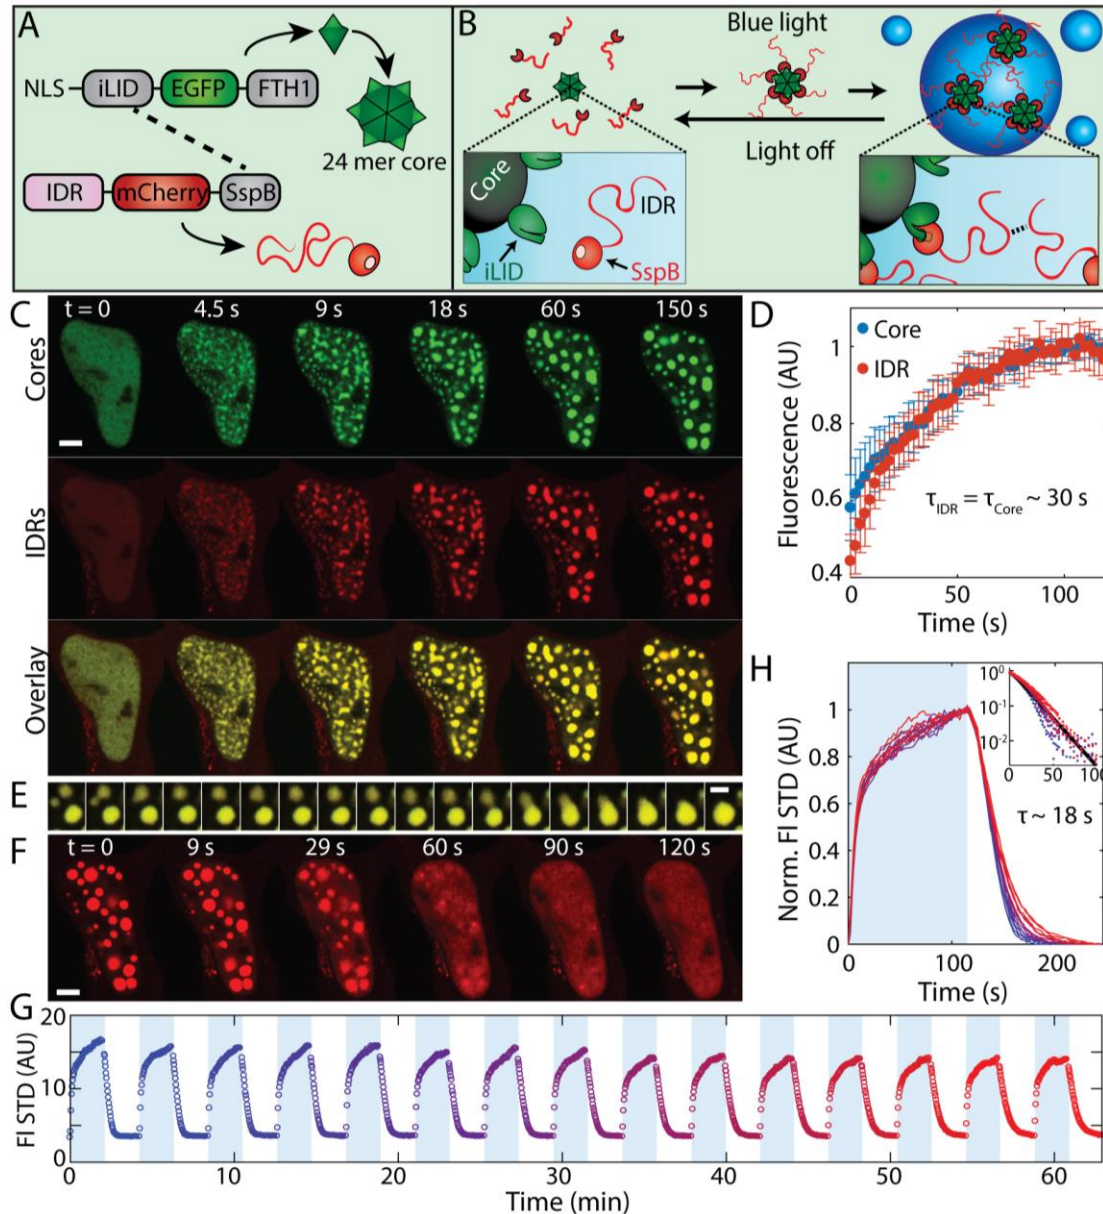 A
NLS
iLID
EGFP
FTH1
24 mer core
IDR
mCherry
SspB
B
Blue light
Light off
Core
iLID
IDR
SspB
C
t = 0 4.5 s 9 s 18 s 60 s 150 s
Cores
IDRs
Overlay
D
Core
IDR
τIDR = τCore ~ 30 s
Fluorescence (AU)
1
0.8
0.6
0.4
0 50 100
Time (s)
E
F
t = 0 9 s 29 s 60 s 90 s 120 s
H
Norm. FI STD (AU)
1
0.8
0.6
0.4
0.2
0
0 100 200
Time (s)
10^0
10^-1
10^-2
0 50 100
τ ~ 18 s
G
FI STD (AU)
20
10
0
0 10 20 30 40 50 60
Time (min)